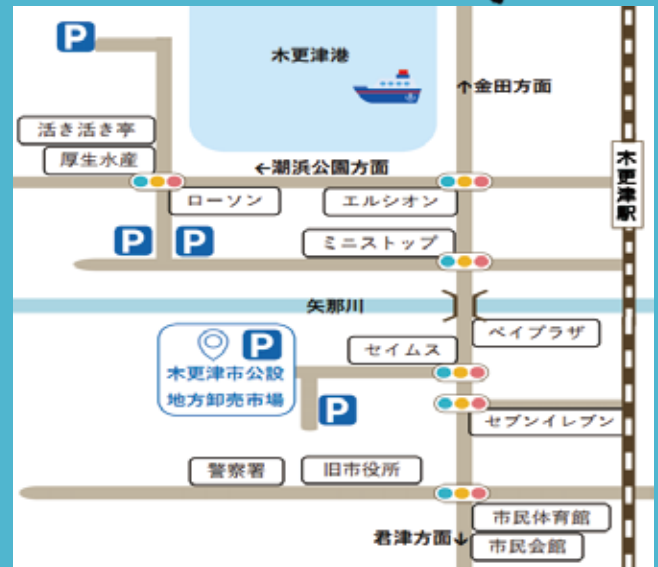 P
木更津港
↑金田方面
活き活き亭
厚生水産
←潮浜公園方面
木更津駅
ローソン
エルシオン
P
P
ミニストップ
矢那川
ベイプラザ
P
セイムス
木更津市公設
地方卸売市場
P
セブンイレブン
警察署
旧市役所
市民体育館
君津方面↓
市民会館